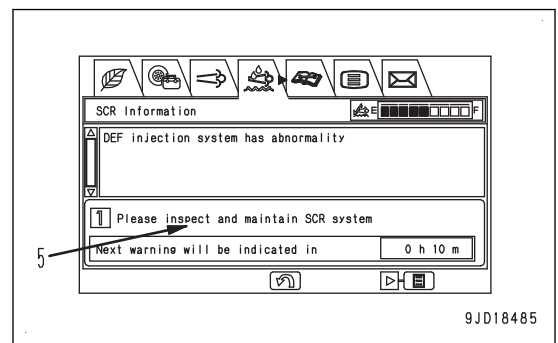 SCR Information
E F
DEF injection system has abnormality
1 Please inspect and maintain SCR system
Next warning will be indicated in 0 h 10 m
5
9JD18485